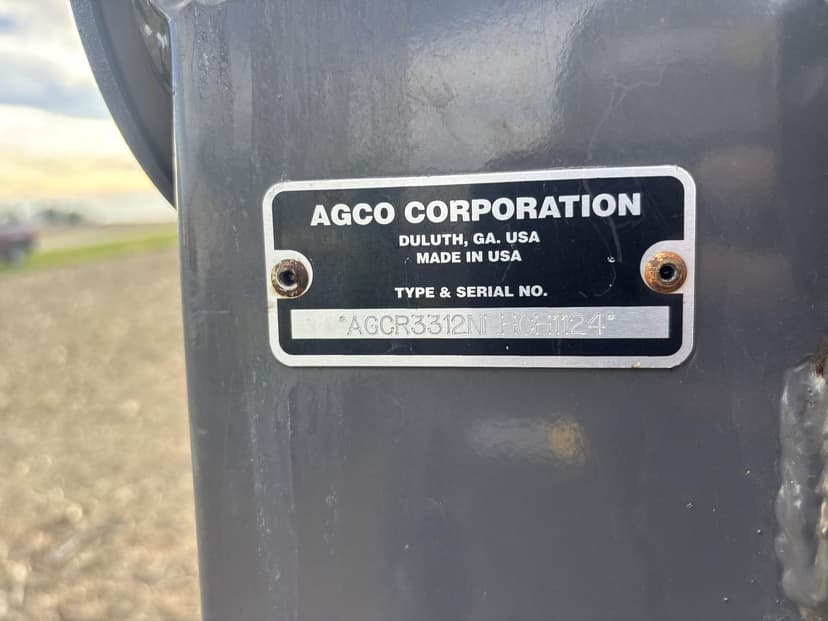 AGCO CORPORATION
DULUTH, GA. USA
MADE IN USA
TYPE & SERIAL NO.